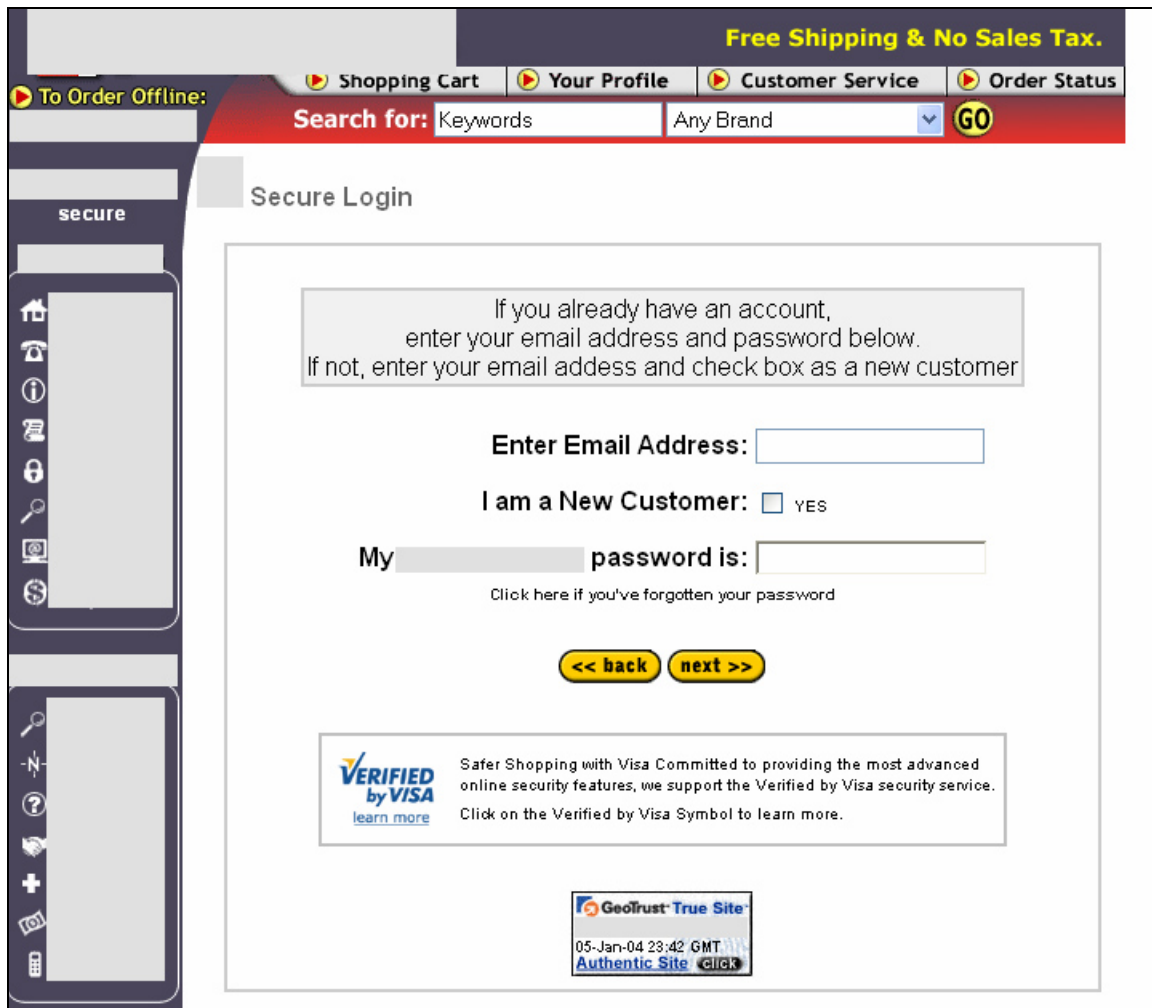 Free Shipping & No Sales Tax.
To Order Offline:
Shopping Cart
Your Profile
Customer Service
Order Status
Search for: Keywords Any Brand GO
secure
Secure Login
If you already have an account,
enter your email address and password below.
If not, enter your email addess and check box as a new customer
Enter Email Address:
I am a New Customer: YES
My password is:
Click here if you've forgotten your password
<< back next >>
VERIFIED
by VISA
learn more
Safer Shopping with Visa Committed to providing the most advanced
online security features, we support the Verified by Visa security service.
Click on the Verified by Visa Symbol to learn more.
GeoTrust True Site
05-Jan-04 23:42 GMT
Authentic Site click